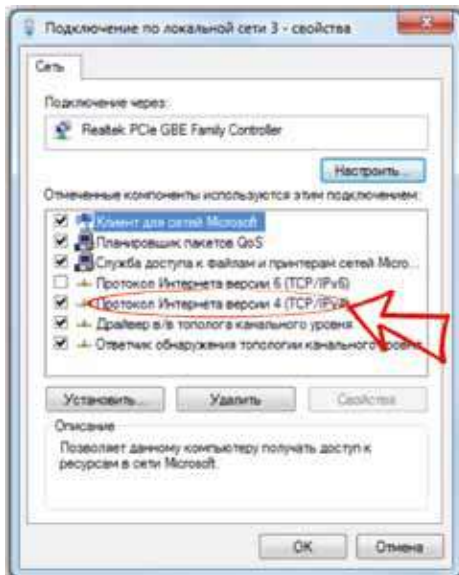 Подключение по локальной сети 3 - свойства
Сеть
Подключение через:
Realtek PCIe GBE Family Controller
Настроить...
Отмеченные компоненты используются этим подключением:
Клиент для сетей Microsoft
Планировщик пакетов QoS
Служба доступа к файлам и принтерам сетей Micro...
Протокол Интернета версии 6 (TCP/IPv6)
Протокол Интернета версии 4 (TCP/IPv4)
Драйвер в/в тополога канального уровня
Ответчик обнаружения топологии канального уровня
Установить...
Удалить
Свойства
Описание
Позволяет данному компьютеру получать доступ к
ресурсам в сети Microsoft.
OK
Отмена